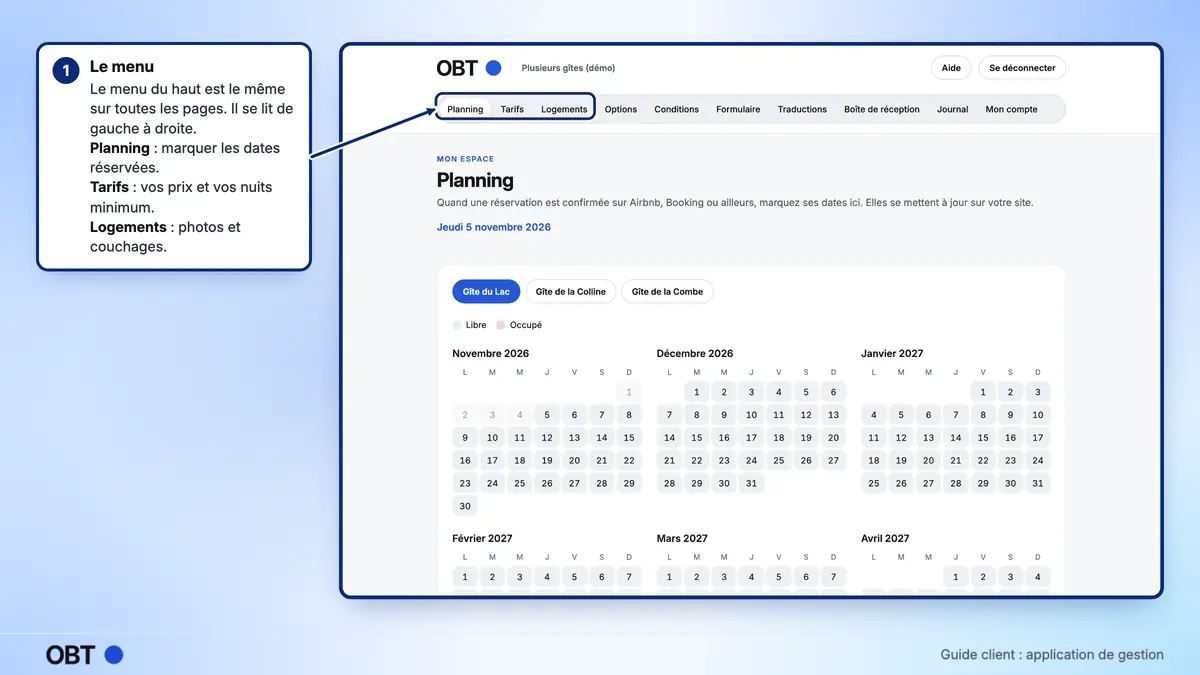 1
Le menu
Le menu du haut est le même
sur toutes les pages. Il se lit de
gauche à droite.
Planning : marquer les dates
réservées.
Tarifs : vos prix et vos nuits
minimum.
Logements : photos et
couchages.
OBT Plusieurs gîtes (démo) Aide Se déconnecter
Planning Tarifs Logements Options Conditions Formulaire Traductions Boîte de réception Journal Mon compte
MON ESPACE
Planning
Quand une réservation est confirmée sur Airbnb, Booking ou ailleurs, marquez ses dates ici. Elles se mettent à jour sur votre site.
Jeudi 5 novembre 2026
Gîte du Lac Gîte de la Colline Gîte de la Combe
Libre Occupé
Novembre 2026
L M M J V S D
1
2 3 4 5 6 7 8
9 10 11 12 13 14 15
16 17 18 19 20 21 22
23 24 25 26 27 28 29
30
Décembre 2026
L M M J V S D
1 2 3 4 5 6
7 8 9 10 11 12 13
14 15 16 17 18 19 20
21 22 23 24 25 26 27
28 29 30 31
Janvier 2027
L M M J V S D
1 2 3
4 5 6 7 8 9 10
11 12 13 14 15 16 17
18 19 20 21 22 23 24
25 26 27 28 29 30 31
Février 2027
L M M J V S D
1 2 3 4 5 6 7
Mars 2027
L M M J V S D
1 2 3 4 5 6 7
Avril 2027
L M M J V S D
1 2 3 4
OBT
Guide client : application de gestion